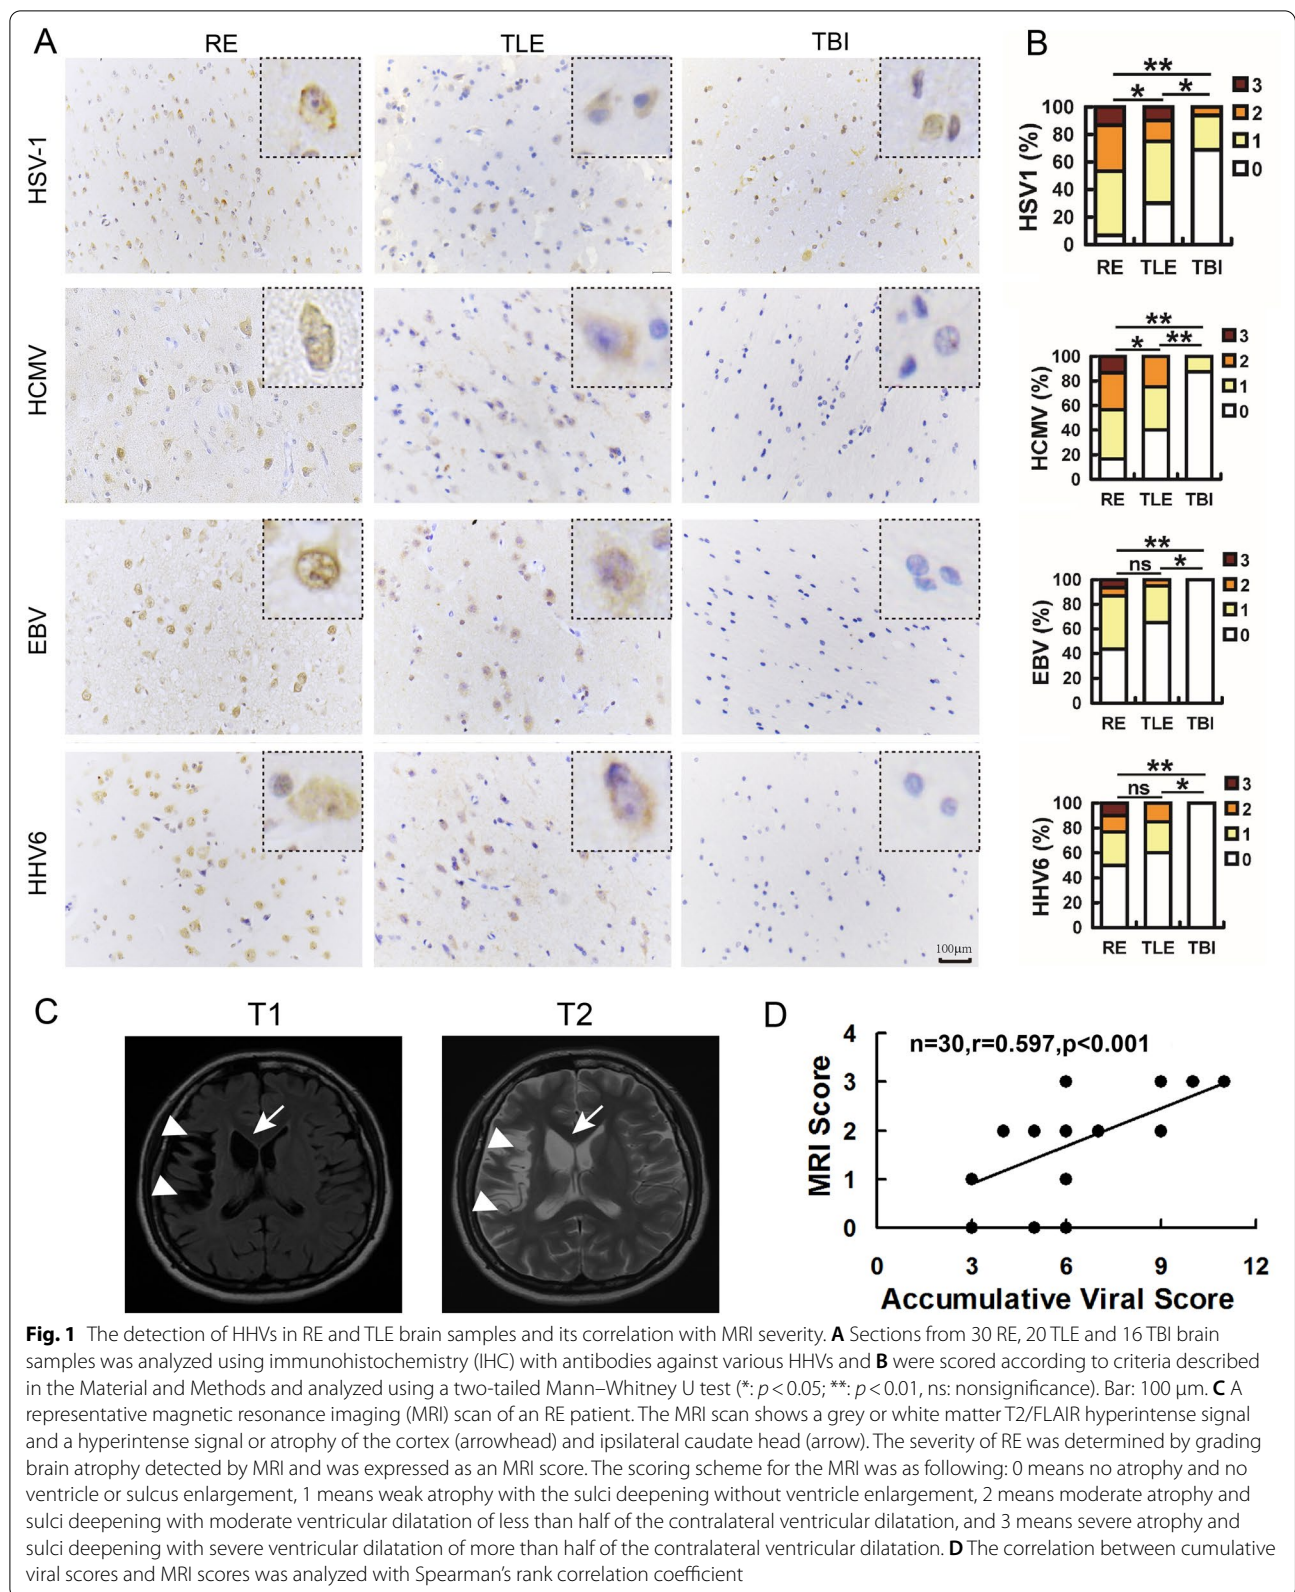 A
RE
TLE
TBI
HSV-1
HCMV
EBV
HHV6
100μm
B
**
* *
HSV1 (%)
100
80
60
40
20
0
RE TLE TBI
3
2
1
0
**
* **
HCMV (%)
100
80
60
40
20
0
RE TLE TBI
3
2
1
0
**
ns *
EBV (%)
100
80
60
40
20
0
RE TLE TBI
3
2
1
0
**
ns *
HHV6 (%)
100
80
60
40
20
0
RE TLE TBI
3
2
1
0
C
T1
T2
D
n=30,r=0.597,p<0.001
MRI Score
4
3
2
1
0
0 3 6 9 12
Accumulative Viral Score
Fig. 1 The detection of HHVs in RE and TLE brain samples and its correlation with MRI severity. A Sections from 30 RE, 20 TLE and 16 TBI brain
samples was analyzed using immunohistochemistry (IHC) with antibodies against various HHVs and B were scored according to criteria described
in the Material and Methods and analyzed using a two-tailed Mann–Whitney U test (*: p < 0.05; **: p < 0.01, ns: nonsignificance). Bar: 100 μm. C A
representative magnetic resonance imaging (MRI) scan of an RE patient. The MRI scan shows a grey or white matter T2/FLAIR hyperintense signal
and a hyperintense signal or atrophy of the cortex (arrowhead) and ipsilateral caudate head (arrow). The severity of RE was determined by grading
brain atrophy detected by MRI and was expressed as an MRI score. The scoring scheme for the MRI was as following: 0 means no atrophy and no
ventricle or sulcus enlargement, 1 means weak atrophy with the sulci deepening without ventricle enlargement, 2 means moderate atrophy and
sulci deepening with moderate ventricular dilatation of less than half of the contralateral ventricular dilatation, and 3 means severe atrophy and
sulci deepening with severe ventricular dilatation of more than half of the contralateral ventricular dilatation. D The correlation between cumulative
viral scores and MRI scores was analyzed with Spearman's rank correlation coefficient